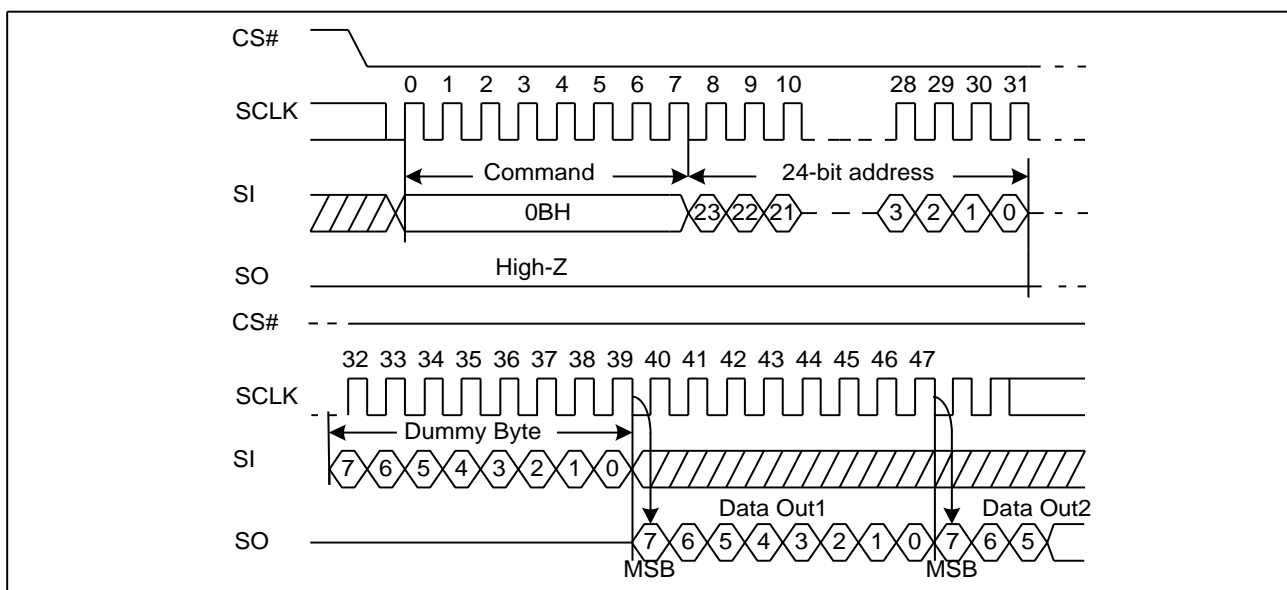 CS#
0 1 2 3 4 5 6 7 8 9 10 28 29 30 31
SCLK
Command 24-bit address
SI
0BH 23 22 21 3 2 1 0
High-Z
SO
CS#
32 33 34 35 36 37 38 39 40 41 42 43 44 45 46 47
SCLK
Dummy Byte
SI
7 6 5 4 3 2 1 0
Data Out1 Data Out2
SO
7 6 5 4 3 2 1 0 7 6 5
MSB MSB